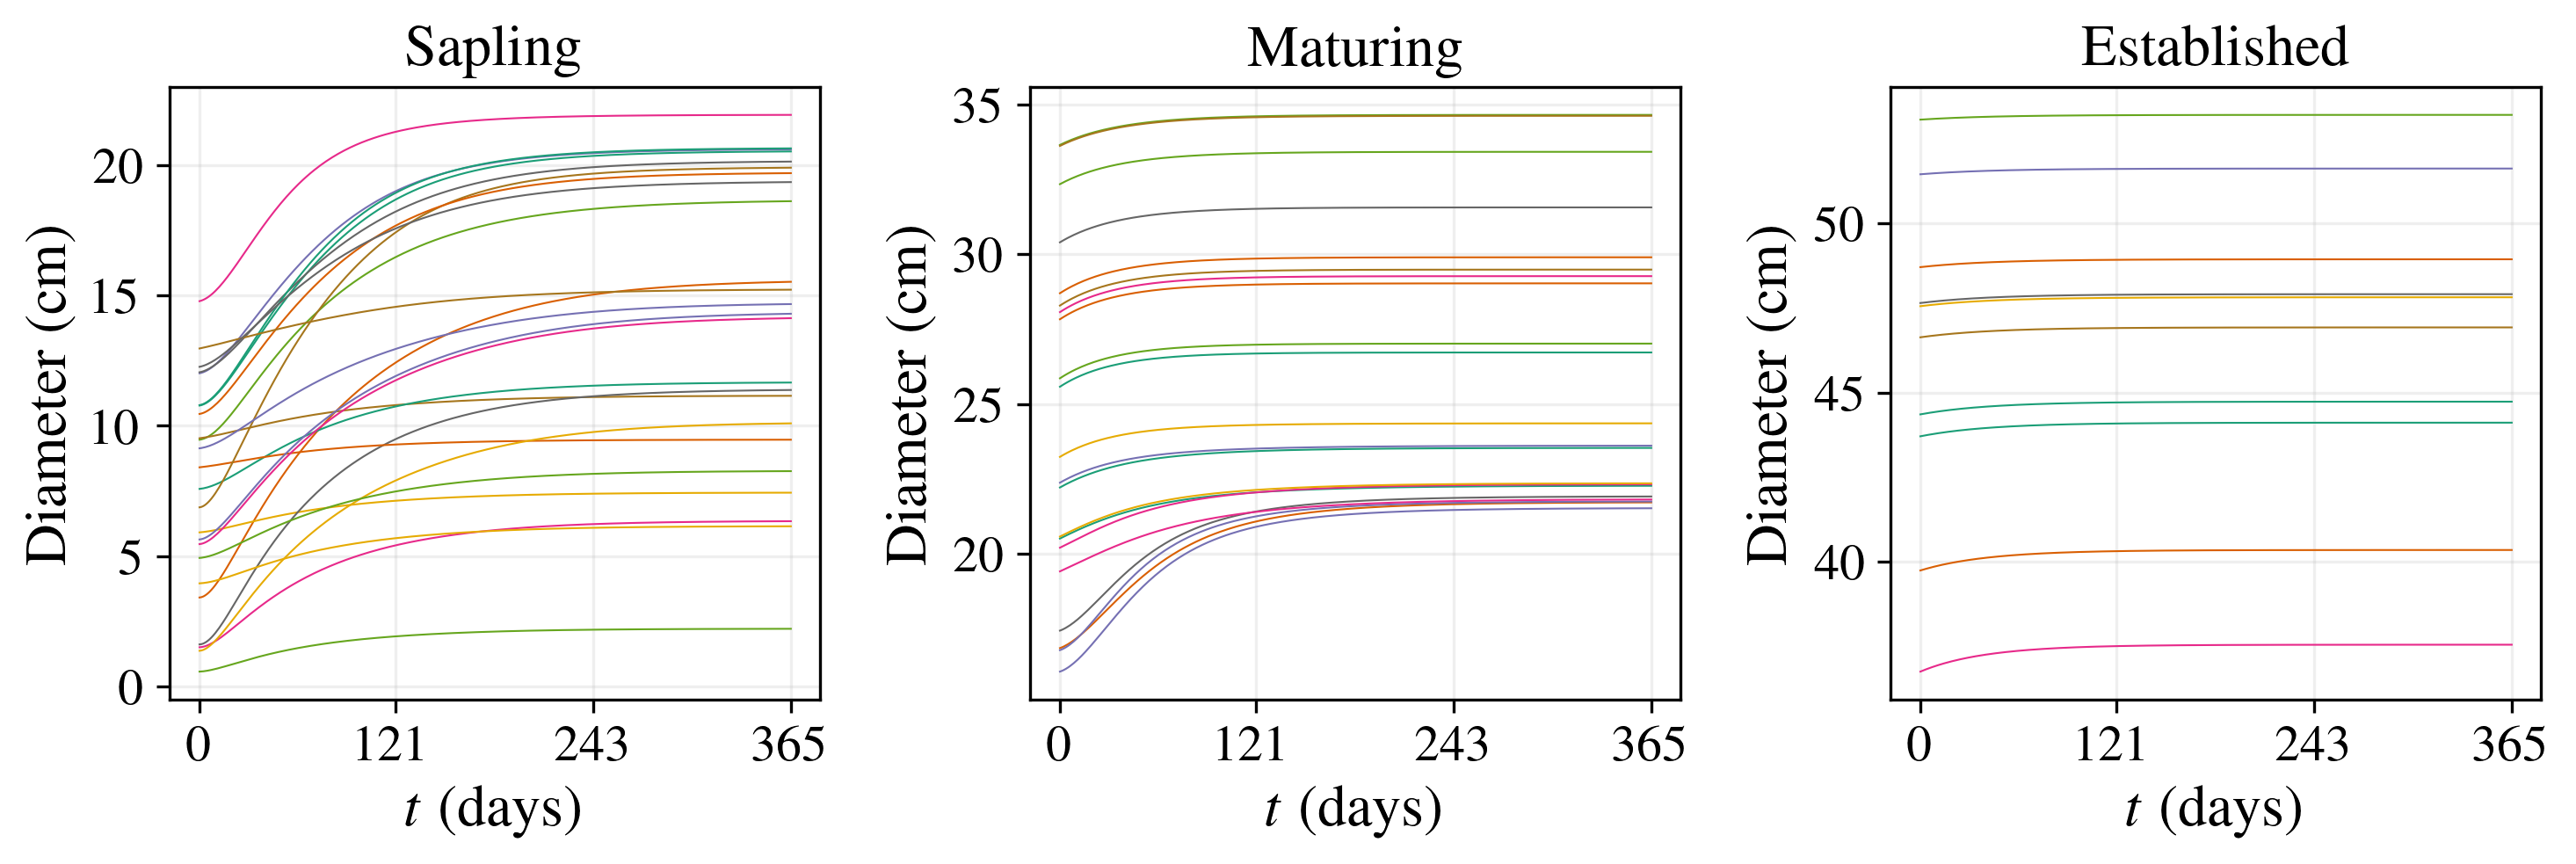 Sapling
Diameter (cm)
20
15
10
5
0
0 121 243 365
t (days)
Maturing
Diameter (cm)
35
30
25
20
0 121 243 365
t (days)
Established
Diameter (cm)
50
45
40
0 121 243 365
t (days)